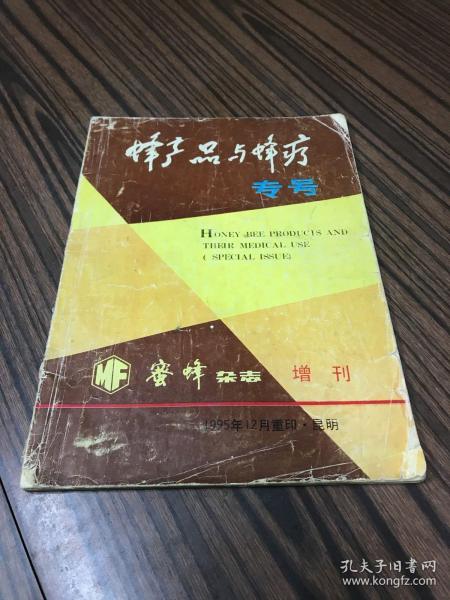 蜂产品与蜂疗
专号
HONEY BEE PRODUCTS AND
THEIR MEDICAL USE
( SPECIAL ISSUE)
MF 蜜蜂杂志 增刊
1995年12月重印·昆明
孔夫子旧书网
www.kongfz.com